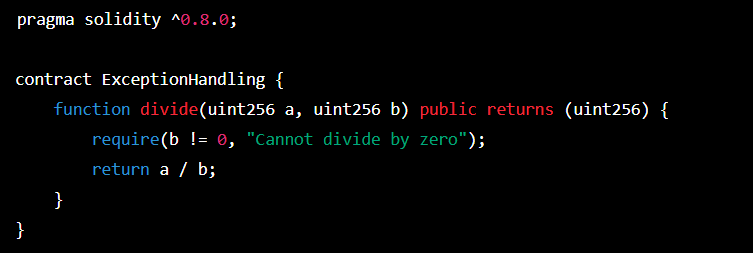 pragma solidity ^0.8.0;
contract ExceptionHandling {
function divide(uint256 a, uint256 b) public returns (uint256) {
require(b != 0, "Cannot divide by zero");
return a / b;
}
}